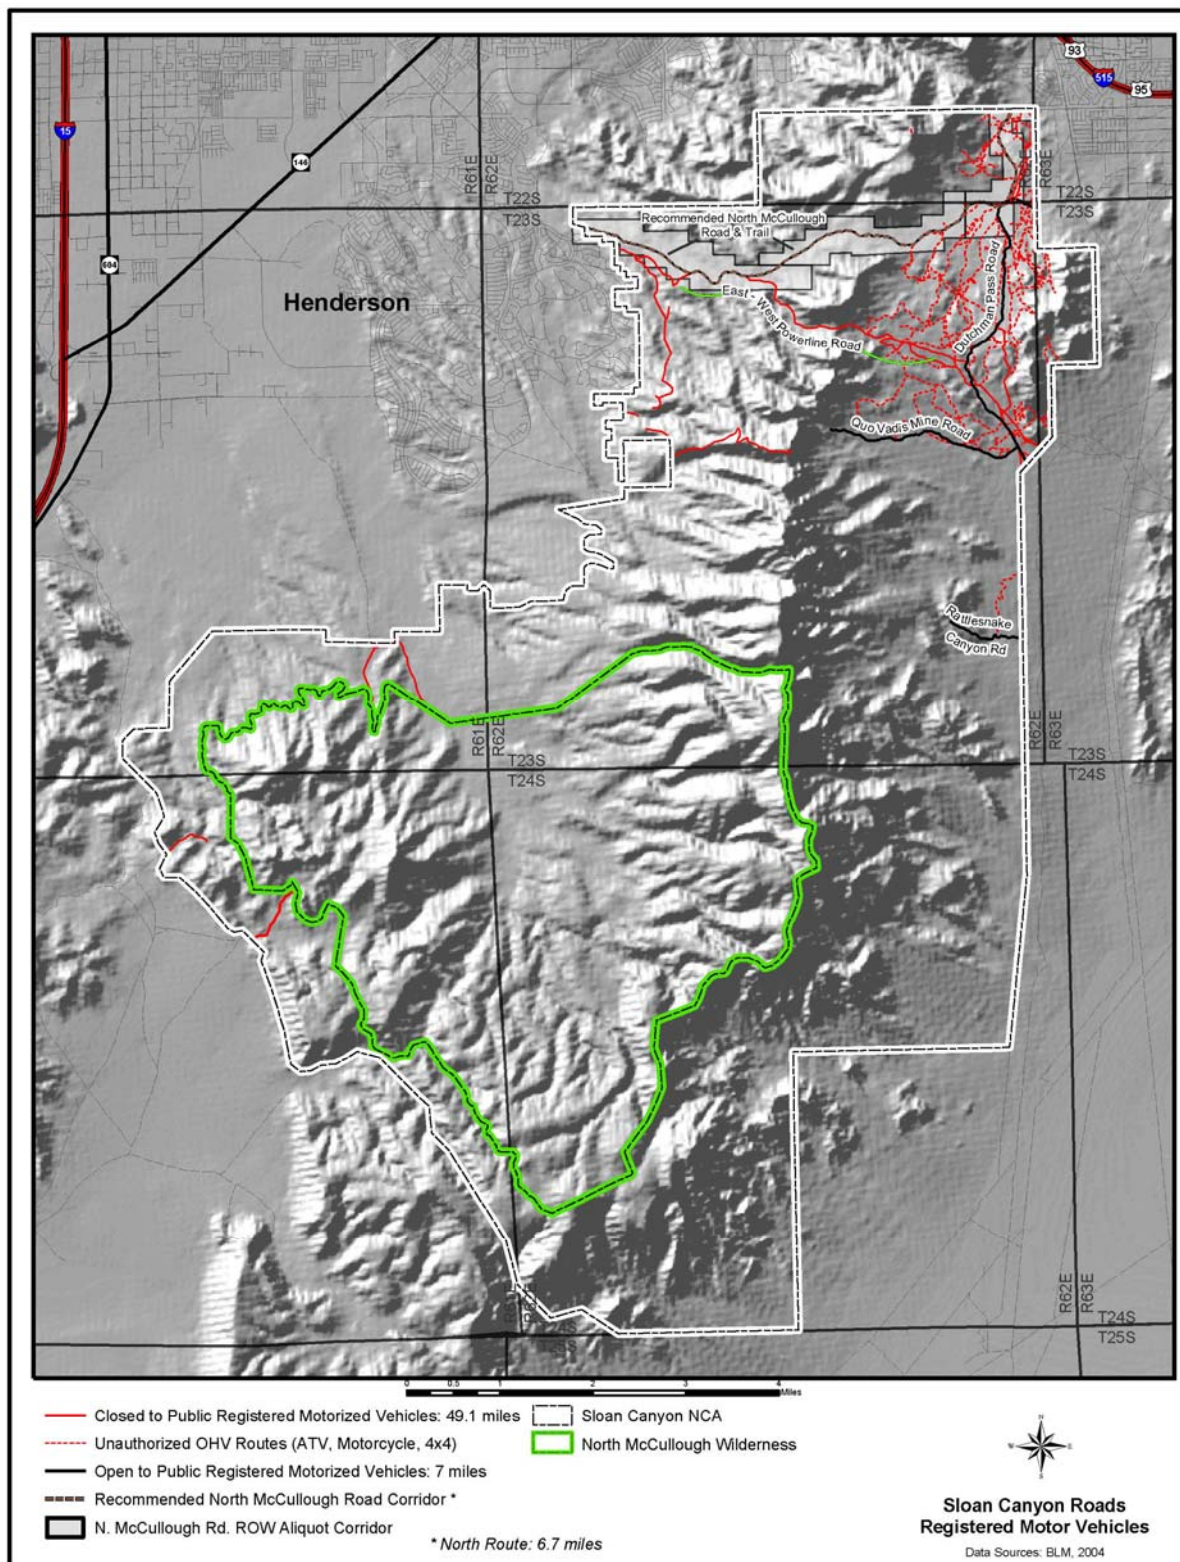 93
515
95
15
146
R61E
R62E
R62E
R63E
T22S
T23S
T22S
T23S
Recommended North McCullough
Road & Trail
604
Henderson
East - West Powerline Road
Dutchman Pass Road
Quo Vadis Mine Road
Rattlesnake
Canyon Rd
R61E
R62E
R62E
R63E
T23S
T24S
T23S
T24S
R61E
R62E
R62E
R63E
T24S
T25S
T24S
T25S
0 0.5 1 2 3 4
Miles
Closed to Public Registered Motorized Vehicles: 49.1 miles
Unauthorized OHV Routes (ATV, Motorcycle, 4x4)
Open to Public Registered Motorized Vehicles: 7 miles
Recommended North McCullough Road Corridor *
N. McCullough Rd. ROW Aliquot Corridor
Sloan Canyon NCA
North McCullough Wilderness
* North Route: 6.7 miles
N
W E
S
Sloan Canyon Roads
Registered Motor Vehicles
Data Sources: BLM, 2004